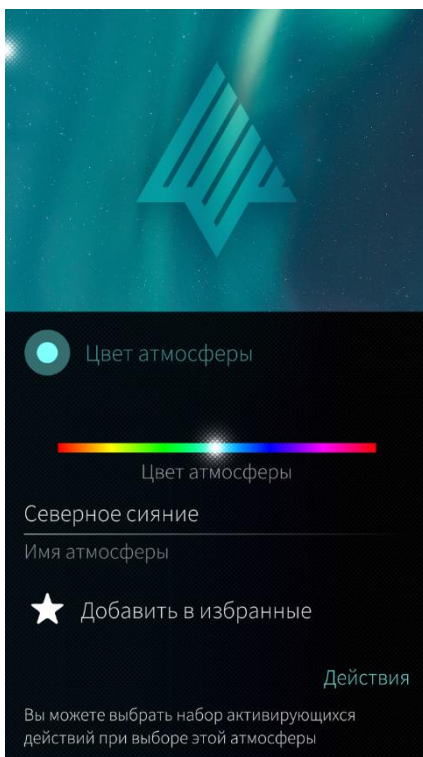 Цвет атмосферы
Цвет атмосферы
Северное сияние
Имя атмосферы
Добавить в избранные
Действия
Вы можете выбрать набор активирующихся
действий при выборе этой атмосферы